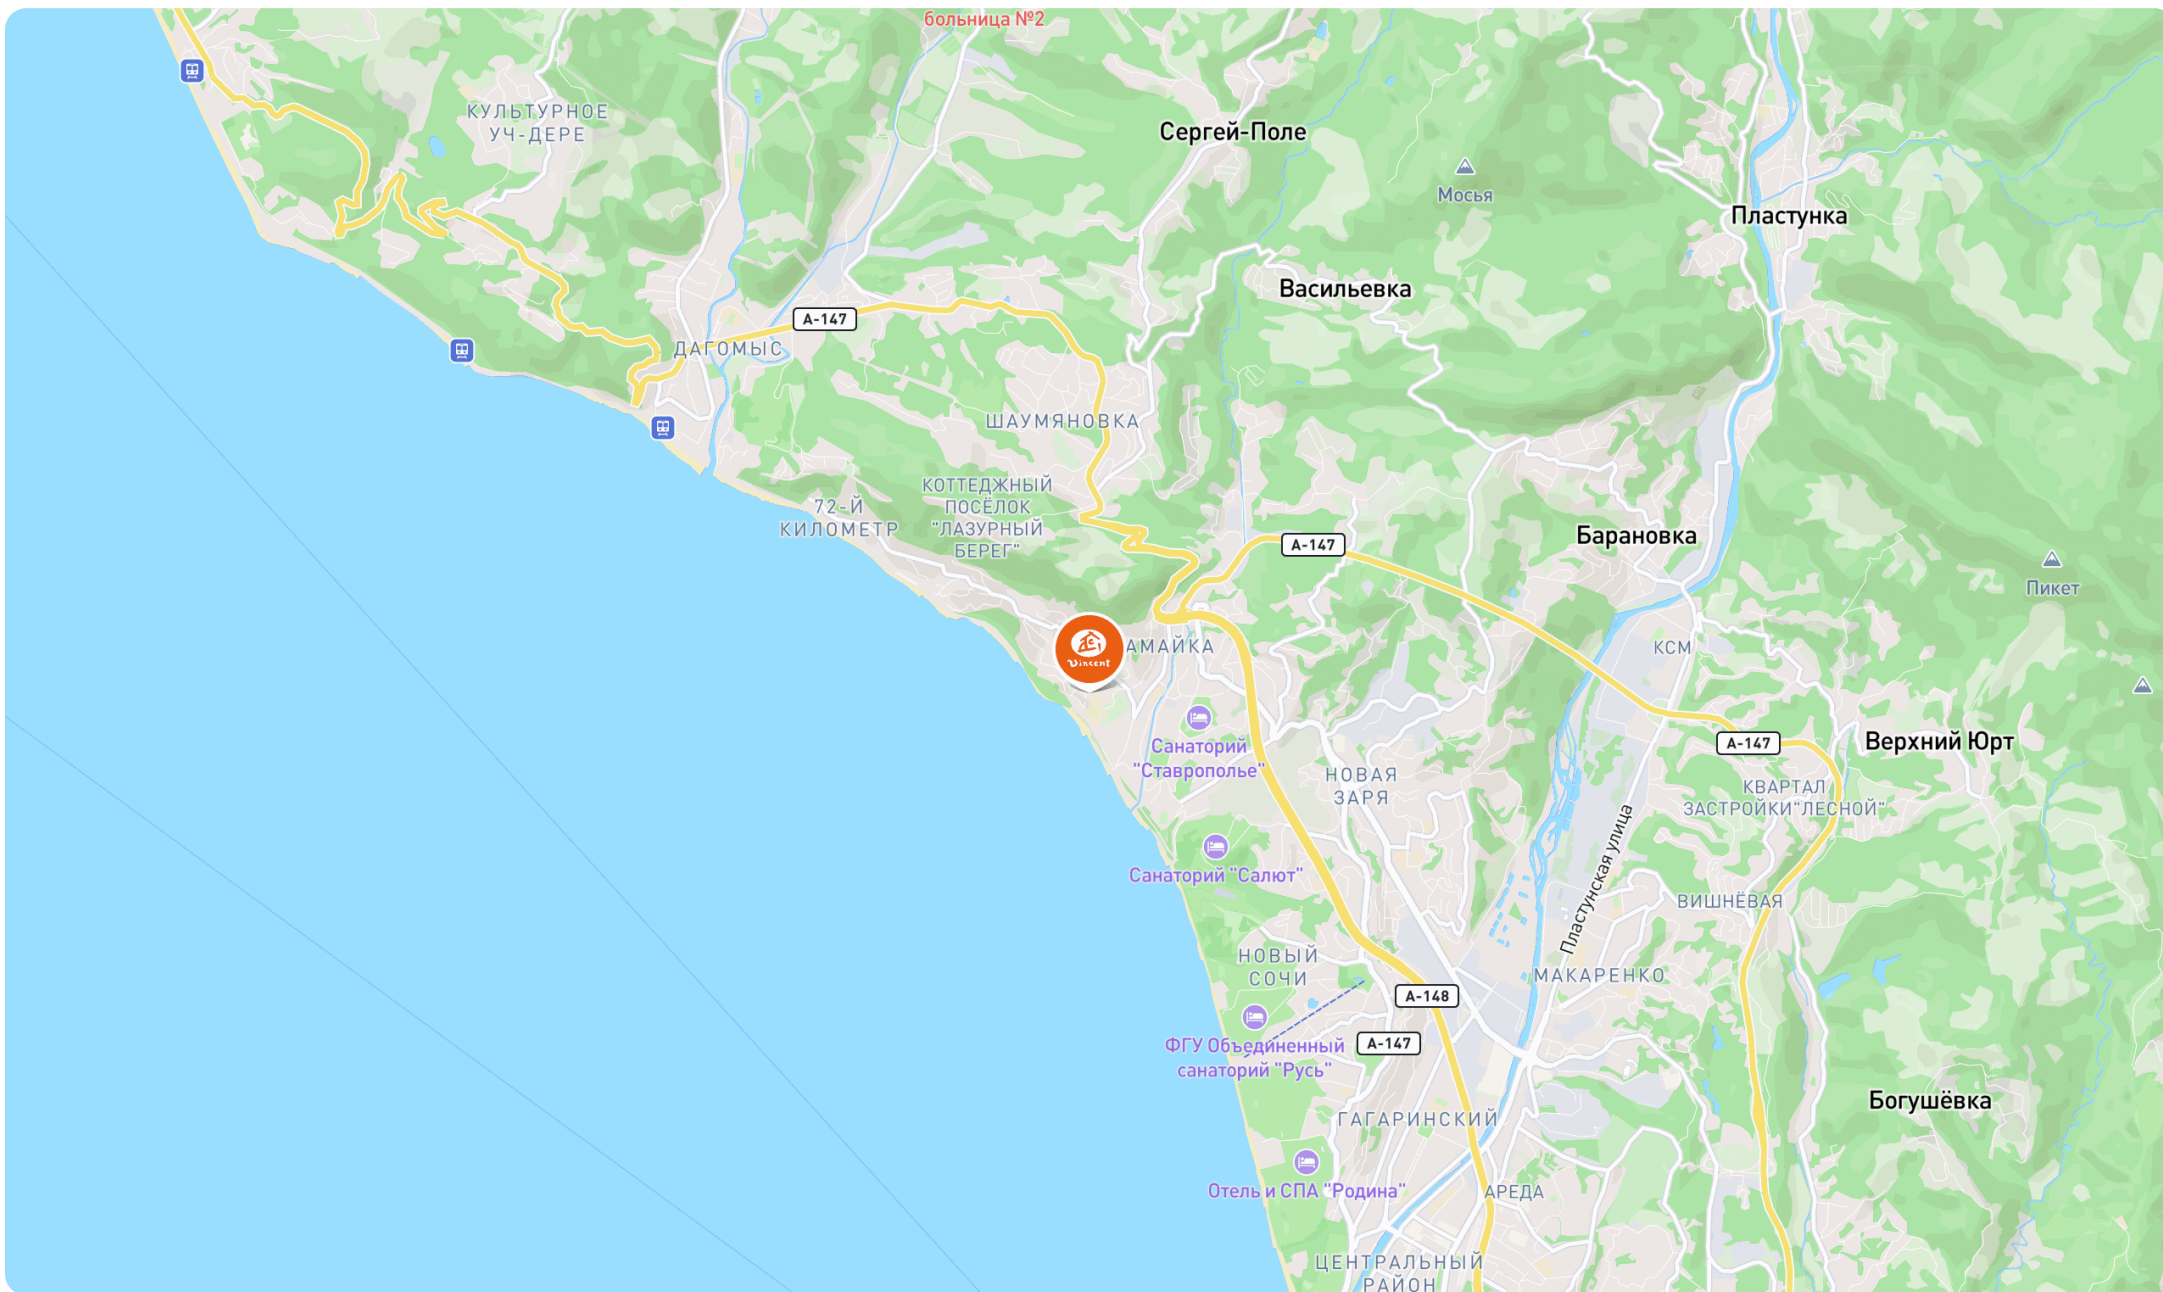 больница №2
КУЛЬТУРНОЕ
УЧ-ДЕРЕ
Сергей-Поле
Мосья
Пластунка
Васильевка
А-147
ДАГОМЫС
ШАУМЯНОВКА
72-Й
КИЛОМЕТР
КОТТЕДЖНЫЙ
ПОСЁЛОК
"ЛАЗУРНЫЙ
БЕРЕГ"
А-147
Барановка
Пикет
Vincent
АМАЙКА
КСМ
Санаторий
"Ставрополье"
НОВАЯ
ЗАРЯ
А-147
Верхний Юрт
КВАРТАЛ
ЗАСТРОЙКИ"ЛЕСНОЙ"
Пластунская улица
Санаторий "Салют"
ВИШНЁВАЯ
НОВЫЙ
СОЧИ
МАКАРЕНКО
А-148
А-147
ФГУ Объединенный
санаторий "Русь"
Богушёвка
ГАГАРИНСКИЙ
Отель и СПА "Родина"
АРЕДА
ЦЕНТРАЛЬНЫЙ
РАЙОН